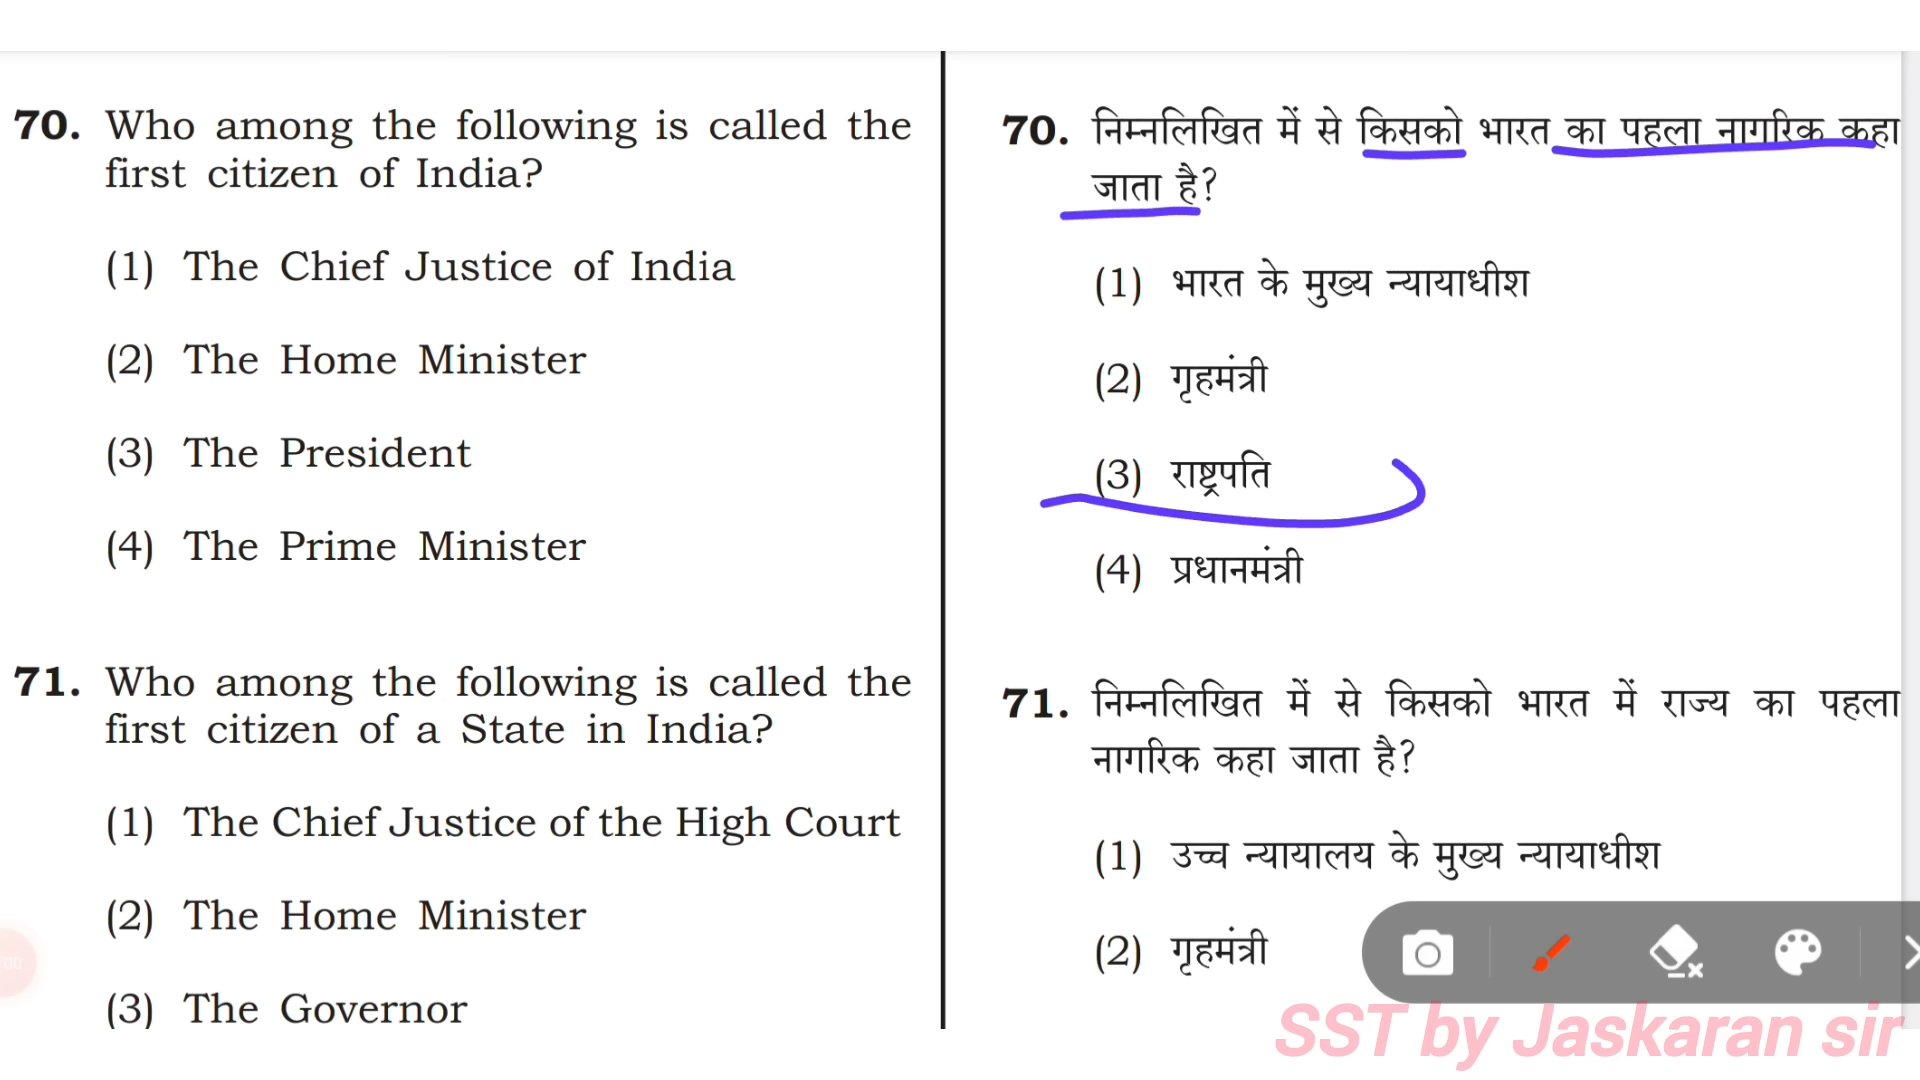 70. Who among the following is called the
first citizen of India?
(1) The Chief Justice of India
(2) The Home Minister
(3) The President
(4) The Prime Minister
71. Who among the following is called the
first citizen of a State in India?
(1) The Chief Justice of the High Court
(2) The Home Minister
(3) The Governor
70. निम्नलिखित में से किसको भारत का पहला नागरिक कहा
जाता है?
(1) भारत के मुख्य न्यायाधीश
(2) गृहमंत्री
(3) राष्ट्रपति
(4) प्रधानमंत्री
71. निम्नलिखित में से किसको भारत में राज्य का पहला
नागरिक कहा जाता है?
(1) उच्च न्यायालय के मुख्य न्यायाधीश
(2) गृहमंत्री
SST by Jaskaran sir